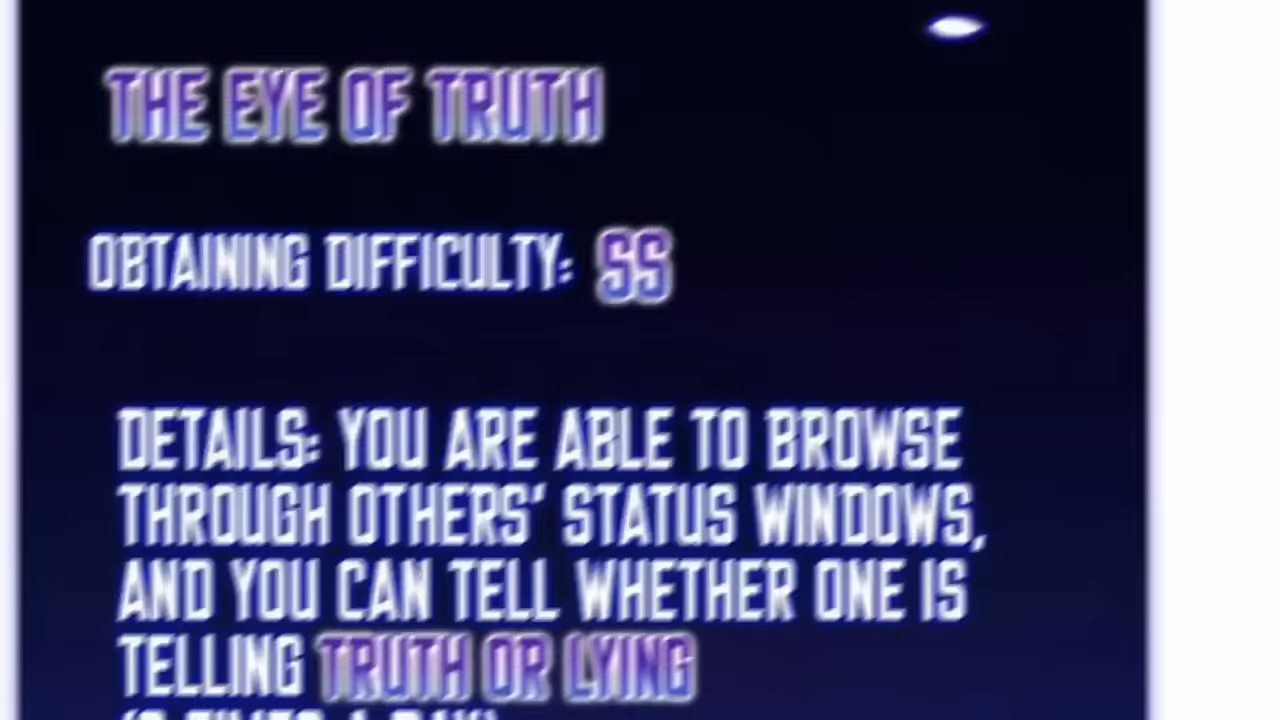 THE EYE OF TRUTH
OBTAINING DIFFICULTY: SS
DETAILS: YOU ARE ABLE TO BROWSE
THROUGH OTHERS' STATUS WINDOWS,
AND YOU CAN TELL WHETHER ONE IS
TELLING TRUTH OR LYING